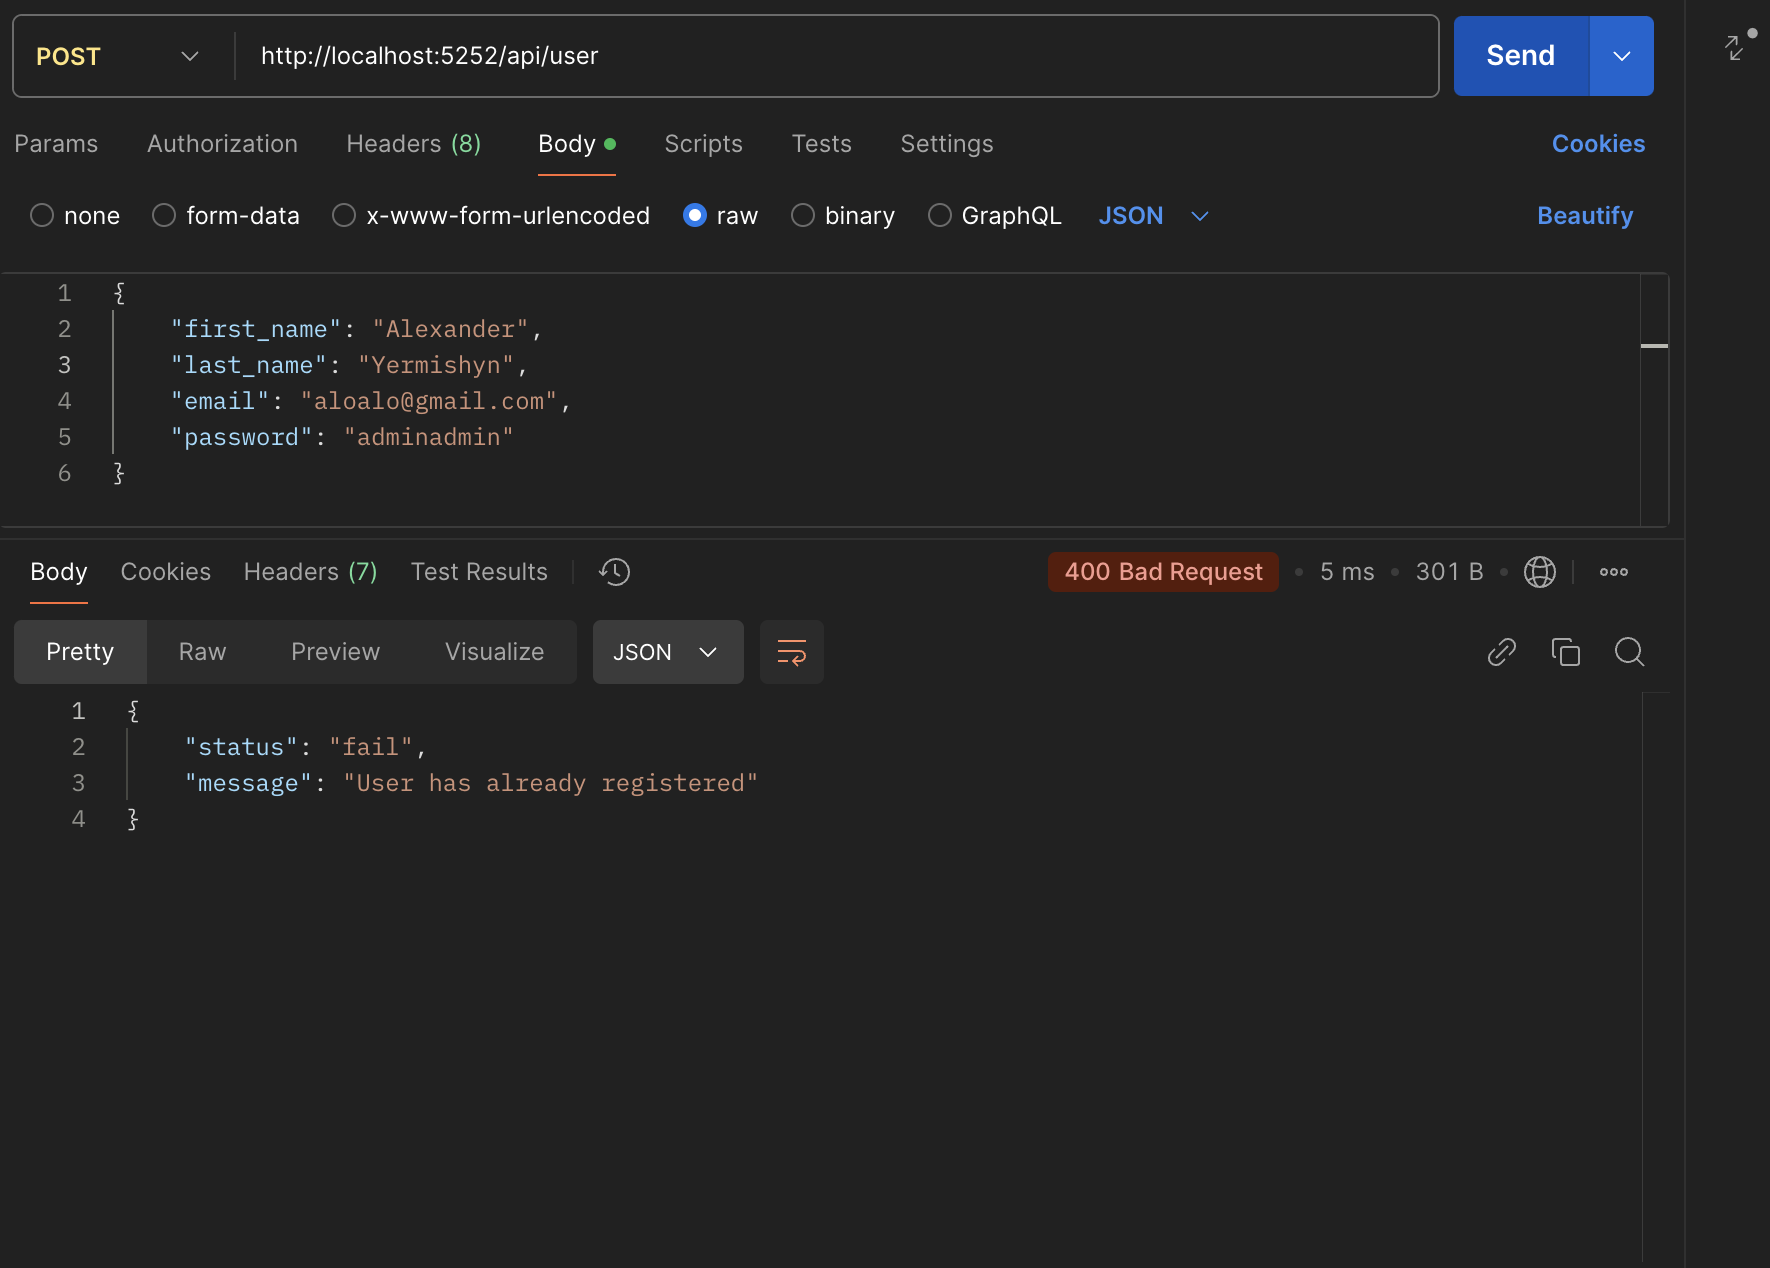 POST http://localhost:5252/api/user Send
Params Authorization Headers (8) Body Scripts Tests Settings Cookies
none form-data x-www-form-urlencoded raw binary GraphQL JSON Beautify
1 {
2 "first_name": "Alexander",
3 "last_name": "Yermishyn",
4 "email": "aloalo@gmail.com",
5 "password": "adminadmin"
6 }
Body Cookies Headers (7) Test Results 400 Bad Request • 5 ms • 301 B •
Pretty Raw Preview Visualize JSON
1 {
2 "status": "fail",
3 "message": "User has already registered"
4 }